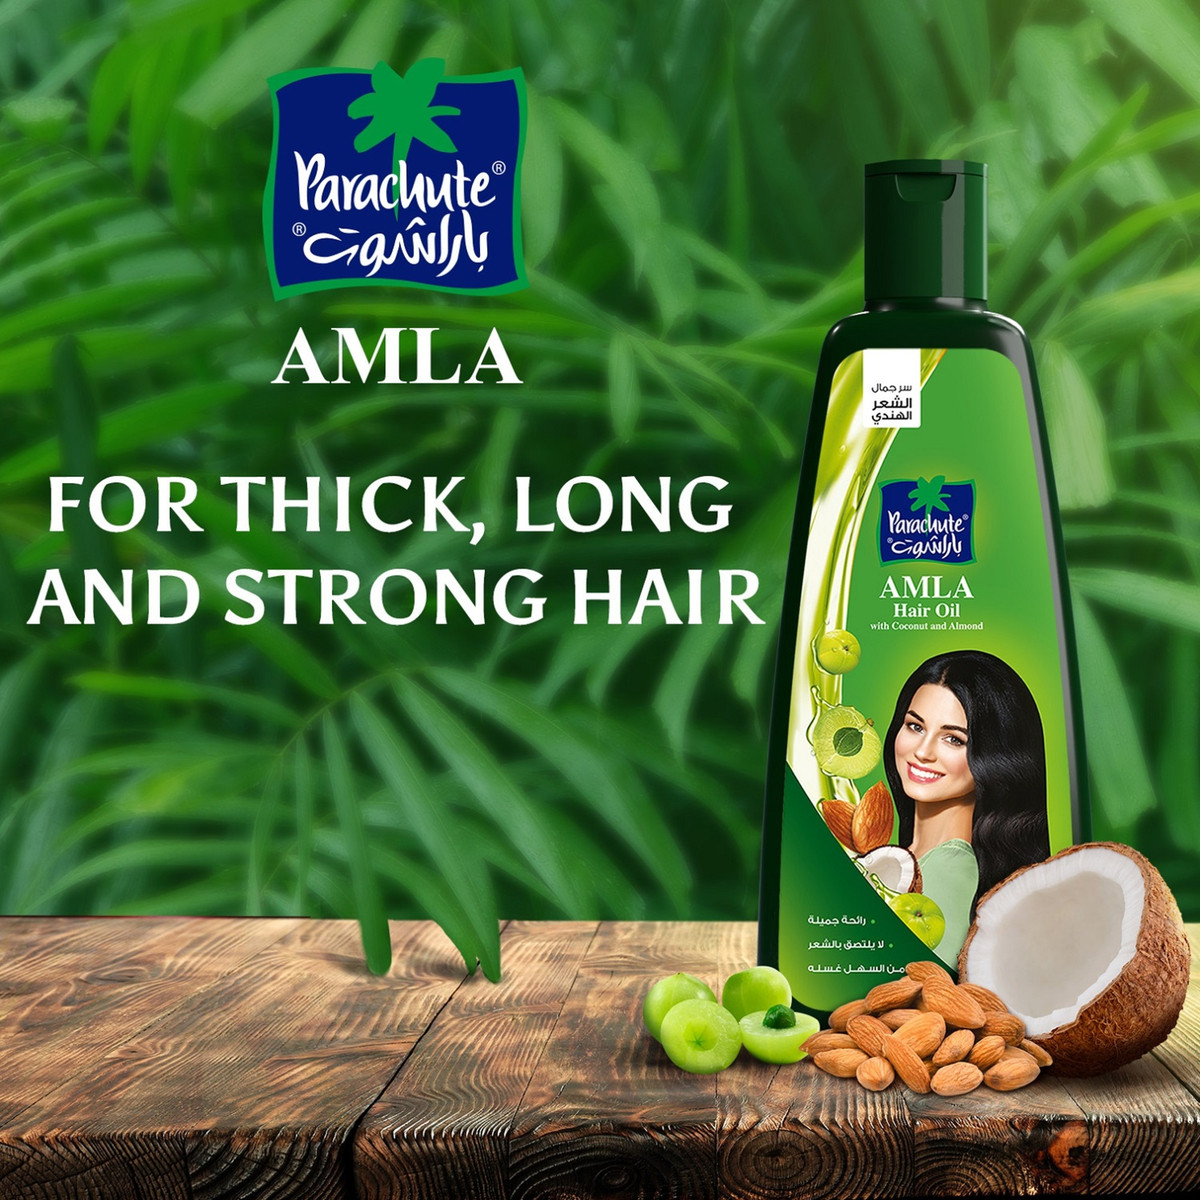 Parachute®
باراشوت®
AMLA
FOR THICK, LONG
AND STRONG HAIR
سر جمال
الشعر
الهندي
Parachute®
باراشوت®
AMLA
Hair Oil
with Coconut and Almond
• رائحة جميلة
• لا يلتصق بالشعر
من السهل غسله